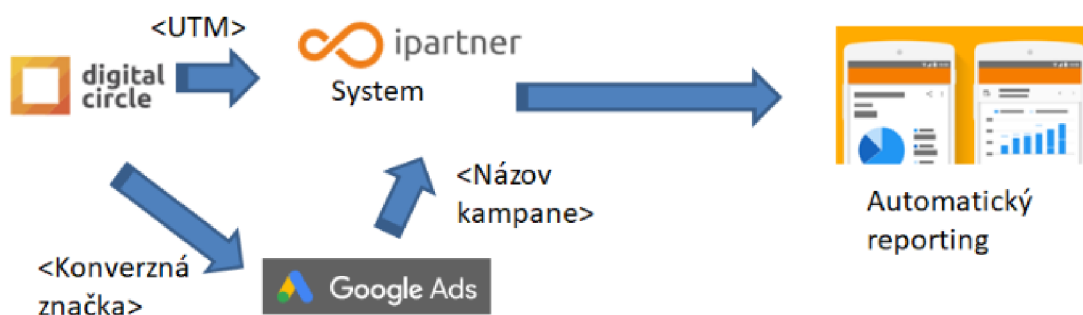 <UTM>
digital
circle
ipartner
System
<Názov
kampane>
Automatický
reporting
<Konverzná
značka>
Google Ads